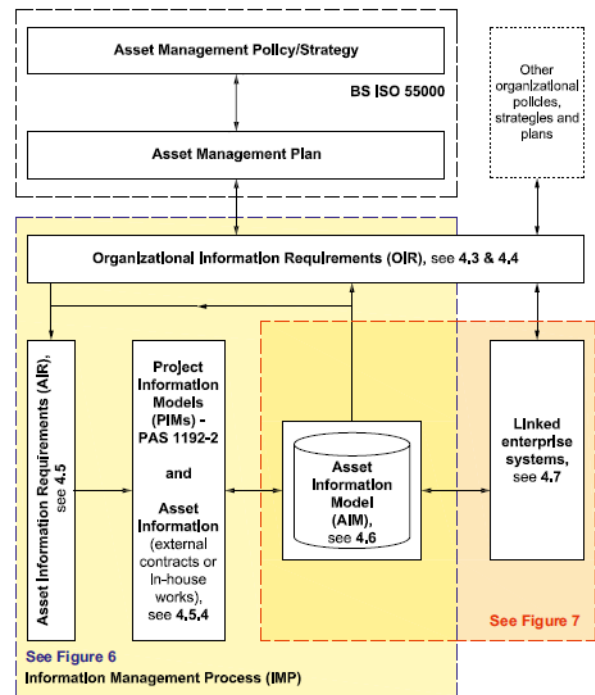 Asset Management Policy/Strategy
BS ISO 55000
Asset Management Plan
Other
organizational
policies,
strategies and
plans
Organizational Information Requirements (OIR), see 4.3 & 4.4
Asset Information Requirements (AIR),
see 4.5
Project
Information
Models
(PIMs) -
PAS 1192-2
and
Asset
Information
(external
contracts or
in-house
works),
see 4.5.4
Asset
Information
Model
(AIM),
see 4.6
Linked
enterprise
systems,
see 4.7
See Figure 7
See Figure 6
Information Management Process (IMP)